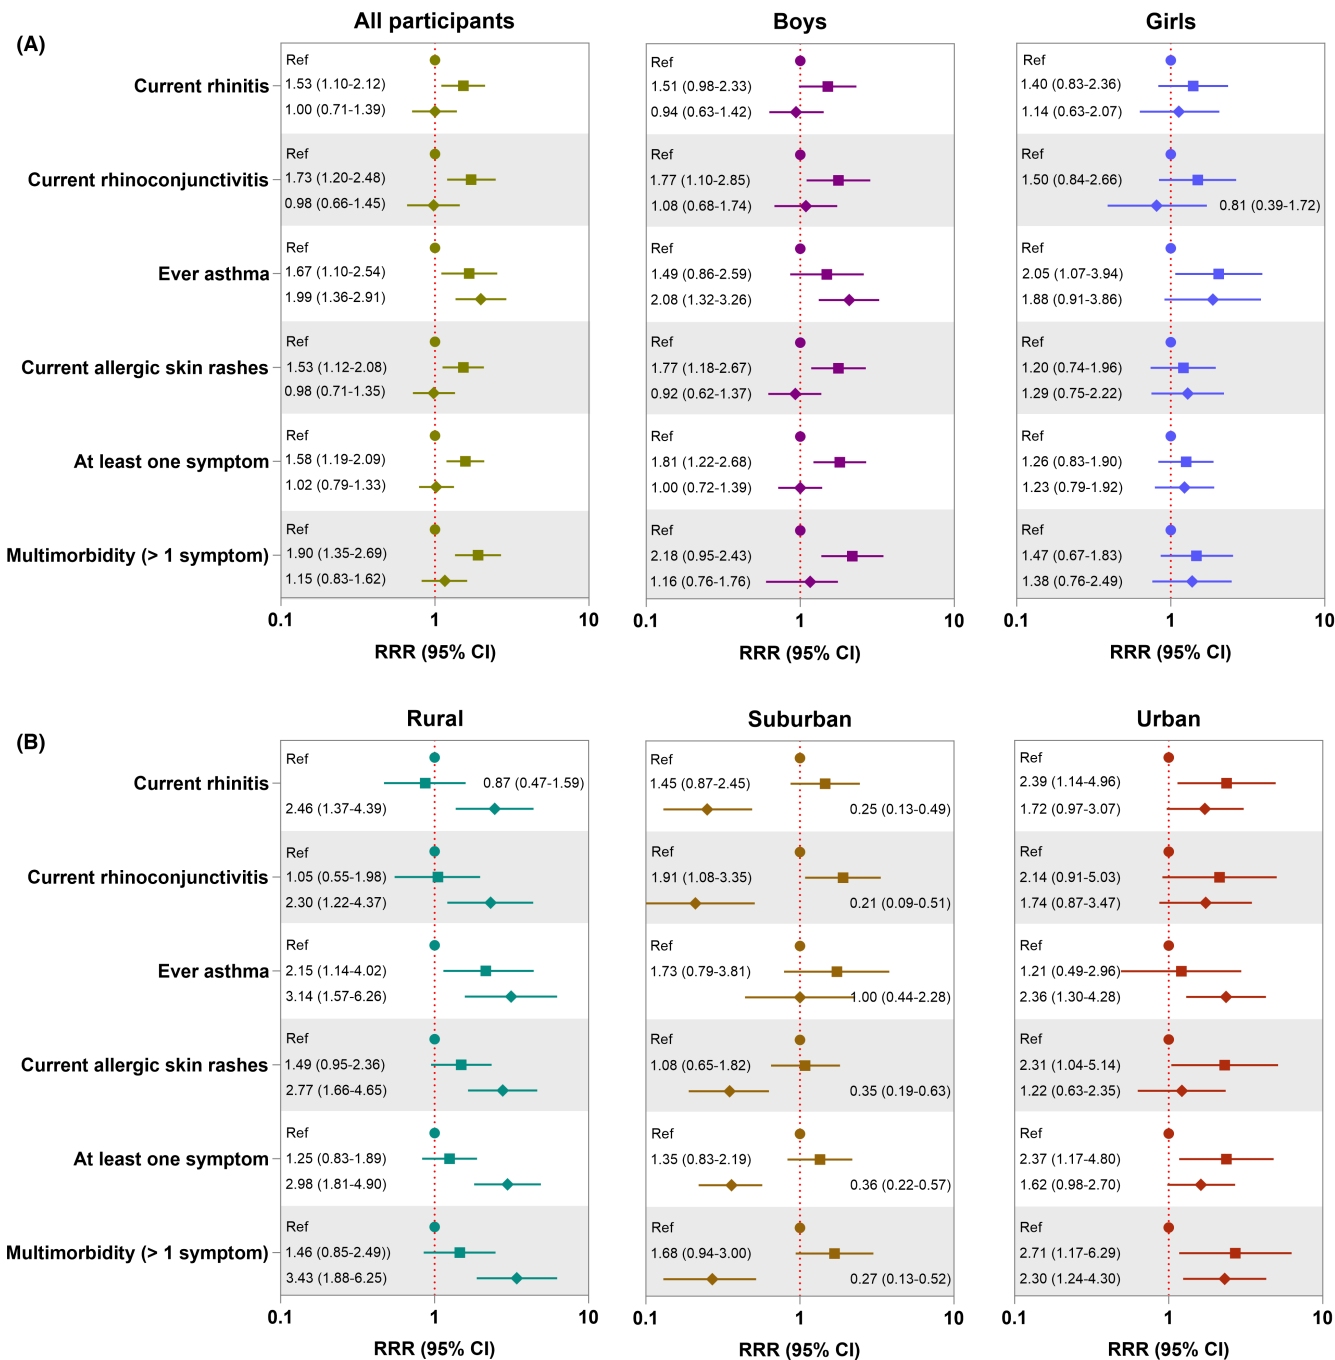 (A)
All participants
Boys
Girls
Current rhinitis
Ref
1.53 (1.10-2.12)
1.00 (0.71-1.39)
Ref
1.51 (0.98-2.33)
0.94 (0.63-1.42)
Ref
1.40 (0.83-2.36)
1.14 (0.63-2.07)
Current rhinoconjunctivitis
Ref
1.73 (1.20-2.48)
0.98 (0.66-1.45)
Ref
1.77 (1.10-2.85)
1.08 (0.68-1.74)
Ref
1.50 (0.84-2.66)
0.81 (0.39-1.72)
Ever asthma
Ref
1.67 (1.10-2.54)
1.99 (1.36-2.91)
Ref
1.49 (0.86-2.59)
2.08 (1.32-3.26)
Ref
2.05 (1.07-3.94)
1.88 (0.91-3.86)
Current allergic skin rashes
Ref
1.53 (1.12-2.08)
0.98 (0.71-1.35)
Ref
1.77 (1.18-2.67)
0.92 (0.62-1.37)
Ref
1.20 (0.74-1.96)
1.29 (0.75-2.22)
At least one symptom
Ref
1.58 (1.19-2.09)
1.02 (0.79-1.33)
Ref
1.81 (1.22-2.68)
1.00 (0.72-1.39)
Ref
1.26 (0.83-1.90)
1.23 (0.79-1.92)
Multimorbidity (> 1 symptom)
Ref
1.90 (1.35-2.69)
1.15 (0.83-1.62)
Ref
2.18 (0.95-2.43)
1.16 (0.76-1.76)
Ref
1.47 (0.67-1.83)
1.38 (0.76-2.49)
0.1 1 10
0.1 1 10
0.1 1 10
RRR (95% CI)
RRR (95% CI)
RRR (95% CI)
(B)
Rural
Suburban
Urban
Current rhinitis
Ref
0.87 (0.47-1.59)
2.46 (1.37-4.39)
Ref
1.45 (0.87-2.45)
0.25 (0.13-0.49)
Ref
2.39 (1.14-4.96)
1.72 (0.97-3.07)
Current rhinoconjunctivitis
Ref
1.05 (0.55-1.98)
2.30 (1.22-4.37)
Ref
1.91 (1.08-3.35)
0.21 (0.09-0.51)
Ref
2.14 (0.91-5.03)
1.74 (0.87-3.47)
Ever asthma
Ref
2.15 (1.14-4.02)
3.14 (1.57-6.26)
Ref
1.73 (0.79-3.81)
1.00 (0.44-2.28)
Ref
1.21 (0.49-2.96)
2.36 (1.30-4.28)
Current allergic skin rashes
Ref
1.49 (0.95-2.36)
2.77 (1.66-4.65)
Ref
1.08 (0.65-1.82)
0.35 (0.19-0.63)
Ref
2.31 (1.04-5.14)
1.22 (0.63-2.35)
At least one symptom
Ref
1.25 (0.83-1.89)
2.98 (1.81-4.90)
Ref
1.35 (0.83-2.19)
0.36 (0.22-0.57)
Ref
2.37 (1.17-4.80)
1.62 (0.98-2.70)
Multimorbidity (> 1 symptom)
Ref
1.46 (0.85-2.49))
3.43 (1.88-6.25)
Ref
1.68 (0.94-3.00)
0.27 (0.13-0.52)
Ref
2.71 (1.17-6.29)
2.30 (1.24-4.30)
0.1 1 10
0.1 1 10
0.1 1 10
RRR (95% CI)
RRR (95% CI)
RRR (95% CI)